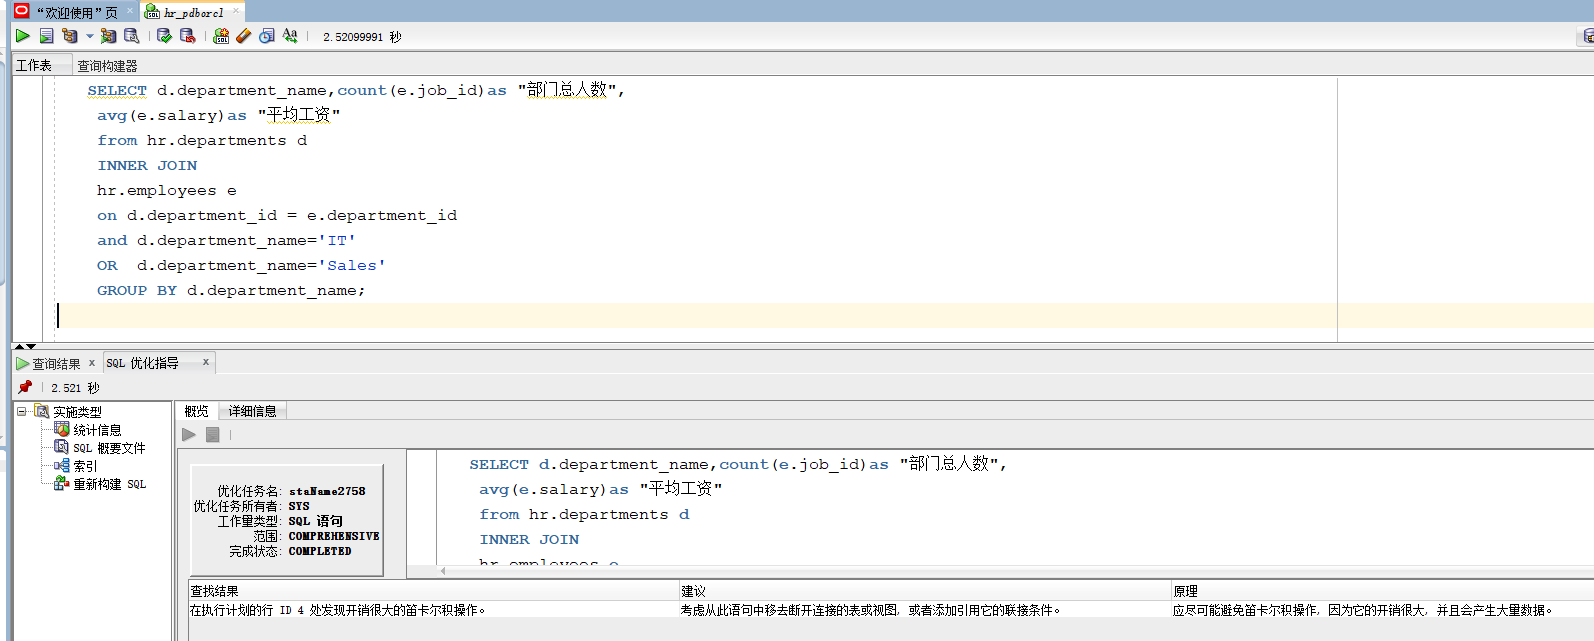 “欢迎使用”页 × hr_pdborcl ×
2.52099991 秒
工作表 查询构建器
SELECT d.department_name,count(e.job_id)as "部门总人数",
avg(e.salary)as "平均工资"
from hr.departments d
INNER JOIN
hr.employees e
on d.department_id = e.department_id
and d.department_name='IT'
OR  d.department_name='Sales'
GROUP BY d.department_name;
查询结果 × SQL 优化指导 ×
2.521 秒
实施类型
统计信息
SQL 概要文件
索引
重新构建 SQL
概览 详细信息
优化任务名: staName2758
优化任务所有者: SYS
工作量类型: SQL 语句
范围: COMPREHENSIVE
完成状态: COMPLETED
SELECT d.department_name,count(e.job_id)as "部门总人数",
avg(e.salary)as "平均工资"
from hr.departments d
INNER JOIN
hr.employees e
查找结果 建议 原理
在执行计划的行 ID 4 处发现开销很大的笛卡尔积操作。 考虑从此语句中移去断开连接的表或视图, 或者添加引用它的联接条件。 应尽可能避免笛卡尔积操作, 因为它的开销很大, 并且会产生大量数据。